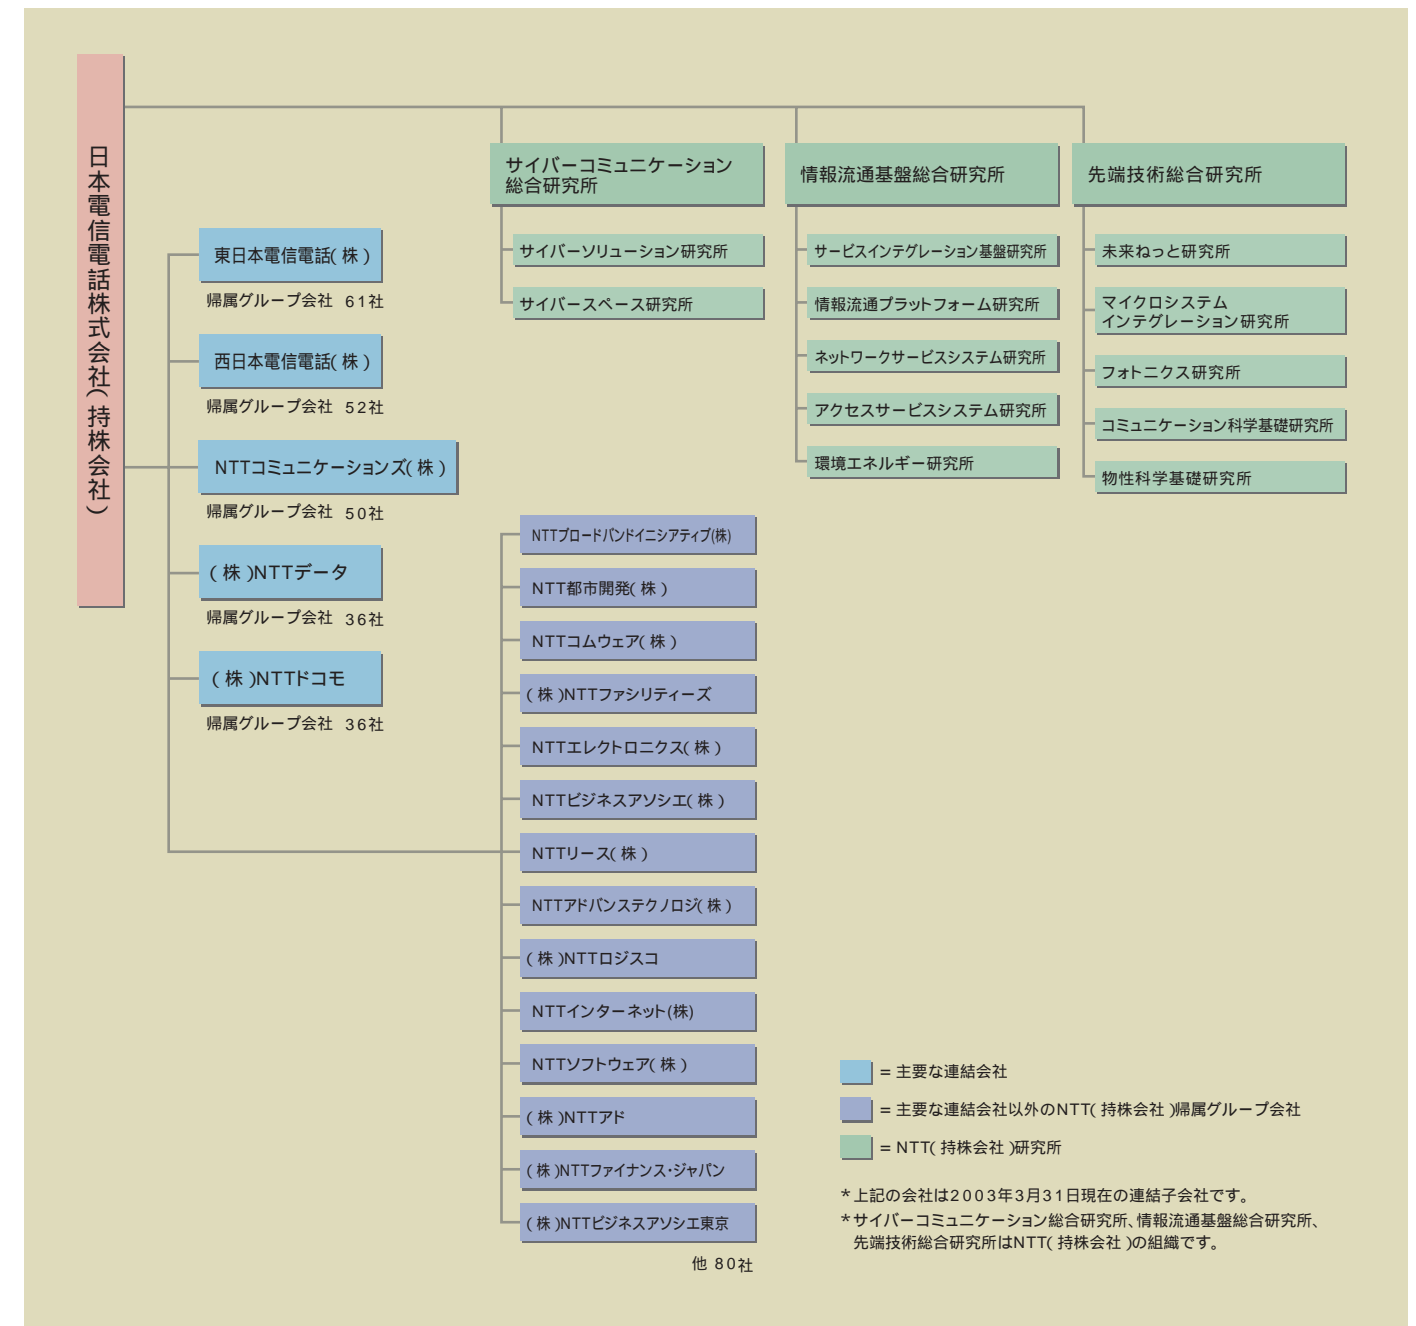 日本電信電話株式会社(持株会社)
サイバーコミュニケーション
総合研究所
サイバーソリューション研究所
サイバースペース研究所
情報流通基盤総合研究所
サービスインテグレーション基盤研究所
情報流通プラットフォーム研究所
ネットワークサービスシステム研究所
アクセスサービスシステム研究所
環境エネルギー研究所
先端技術総合研究所
未来ねっと研究所
マイクロシステム
インテグレーション研究所
フォトニクス研究所
コミュニケーション科学基礎研究所
物性科学基礎研究所
東日本電信電話(株)
帰属グループ会社 61社
西日本電信電話(株)
帰属グループ会社 52社
NTTコミュニケーションズ(株)
帰属グループ会社 50社
(株)NTTデータ
帰属グループ会社 36社
(株)NTTドコモ
帰属グループ会社 36社
NTTブロードバンドイニシアティブ(株)
NTT都市開発(株)
NTTコムウェア(株)
(株)NTTファシリティーズ
NTTエレクトロニクス(株)
NTTビジネスアソシエ(株)
NTTリース(株)
NTTアドバンステクノロジ(株)
(株)NTTロジスコ
NTTインターネット(株)
NTTソフトウェア(株)
(株)NTTアド
(株)NTTファイナンス・ジャパン
(株)NTTビジネスアソシエ東京
他 80社
= 主要な連結会社
= 主要な連結会社以外のNTT(持株会社)帰属グループ会社
= NTT(持株会社)研究所
*上記の会社は2003年3月31日現在の連結子会社です。
*サイバーコミュニケーション総合研究所、情報流通基盤総合研究所、
先端技術総合研究所はNTT(持株会社)の組織です。